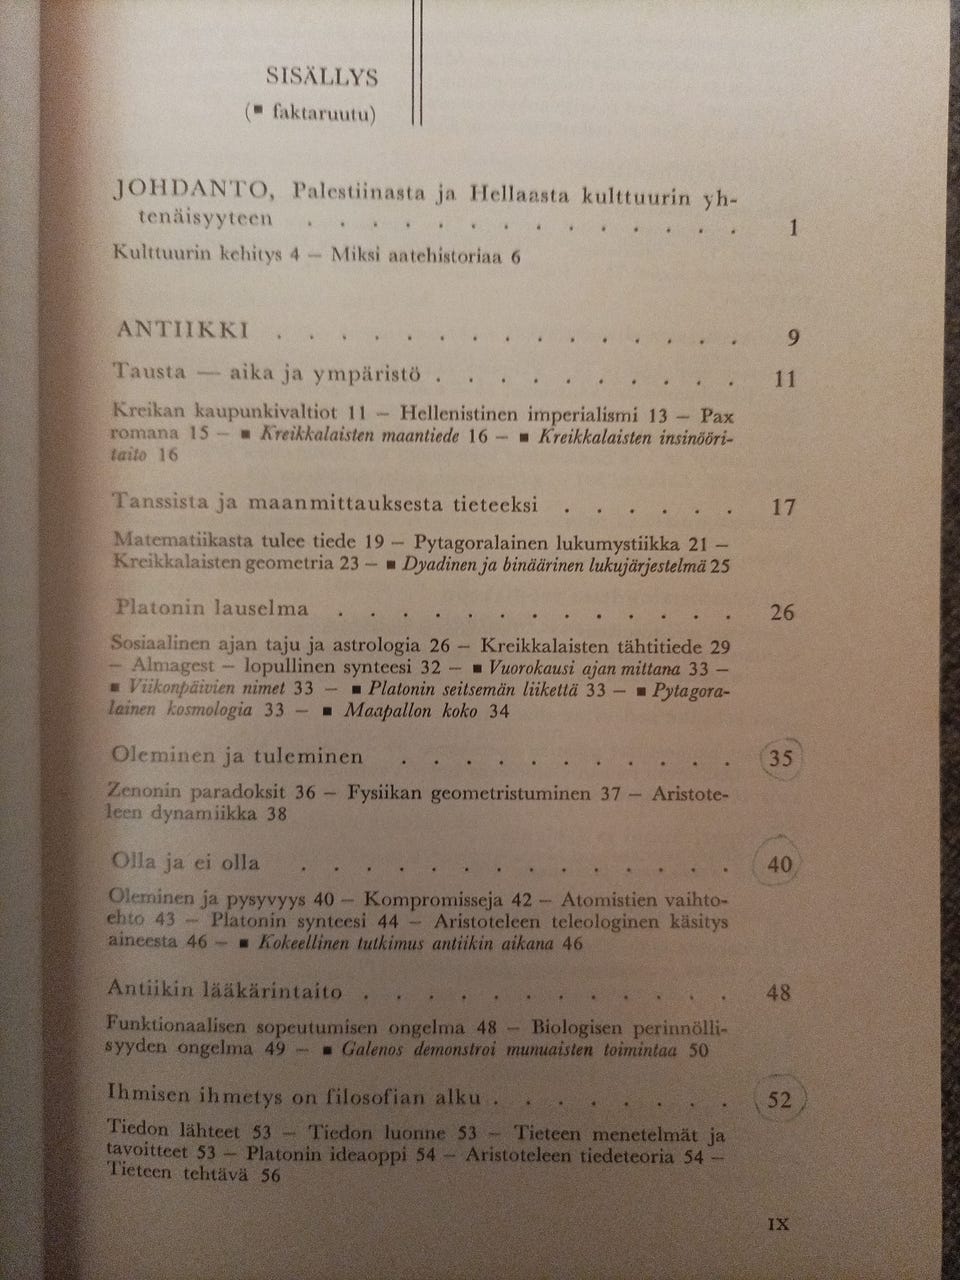 SISÄLLYS
(■ faktaruutu)
JOHDANTO, Palestiinasta ja Hellaasta kulttuurin yh-
tenäisyyteen . . . . . . . . . . . . . . 1
Kulttuurin kehitys 4 — Miksi aatehistoriaa 6
ANTIIKKI . . . . . . . . . . . . . . . 9
Tausta — aika ja ympäristö . . . . . . . . . . 11
Kreikan kaupunkivaltiot 11 — Hellenistinen imperialismi 13 — Pax
romana 15 — ■ Kreikkalaisten maantiede 16 — ■ Kreikkalaisten insinööri-
taito 16
Tanssista ja maanmittauksesta tieteeksi . . . . . . 17
Matematiikasta tulee tiede 19 — Pytagoralainen lukumystiikka 21 —
Kreikkalaisten geometria 23 — ■ Dyadinen ja binäärinen lukujärjestelmä 25
Platonin lauselma . . . . . . . . . . . . . 26
Sosiaalinen ajan taju ja astrologia 26 — Kreikkalaisten tähtitiede 29
— Almagest — lopullinen synteesi 32 — ■ Vuorokausi ajan mittana 33 —
■ Viikonpäivien nimet 33 — ■ Platonin seitsemän liikettä 33 — ■ Pytagora-
lainen kosmologia 33 — ■ Maapallon koko 34
Oleminen ja tuleminen . . . . . . . . . . . 35
Zenonin paradoksit 36 — Fysiikan geometristuminen 37 — Aristote-
leen dynamiikka 38
Olla ja ei olla . . . . . . . . . . . . . . 40
Oleminen ja pysyvyys 40 — Kompromisseja 42 — Atomistien vaihto-
ehto 43 — Platonin synteesi 44 — Aristoteleen teleologinen käsitys
aineesta 46 — ■ Kokeellinen tutkimus antiikin aikana 46
Antiikin lääkärintaito . . . . . . . . . . . . 48
Funktionaalisen sopeutumisen ongelma 48 — Biologisen perinnölli-
syyden ongelma 49 — ■ Galenos demonstroi munuaisten toimintaa 50
Ihmisen ihmetys on filosofian alku . . . . . . . . 52
Tiedon lähteet 53 — Tiedon luonne 53 — Tieteen menetelmät ja
tavoitteet 53 — Platonin ideaoppi 54 — Aristoteleen tiedeteoria 54 —
Tieteen tehtävä 56
IX